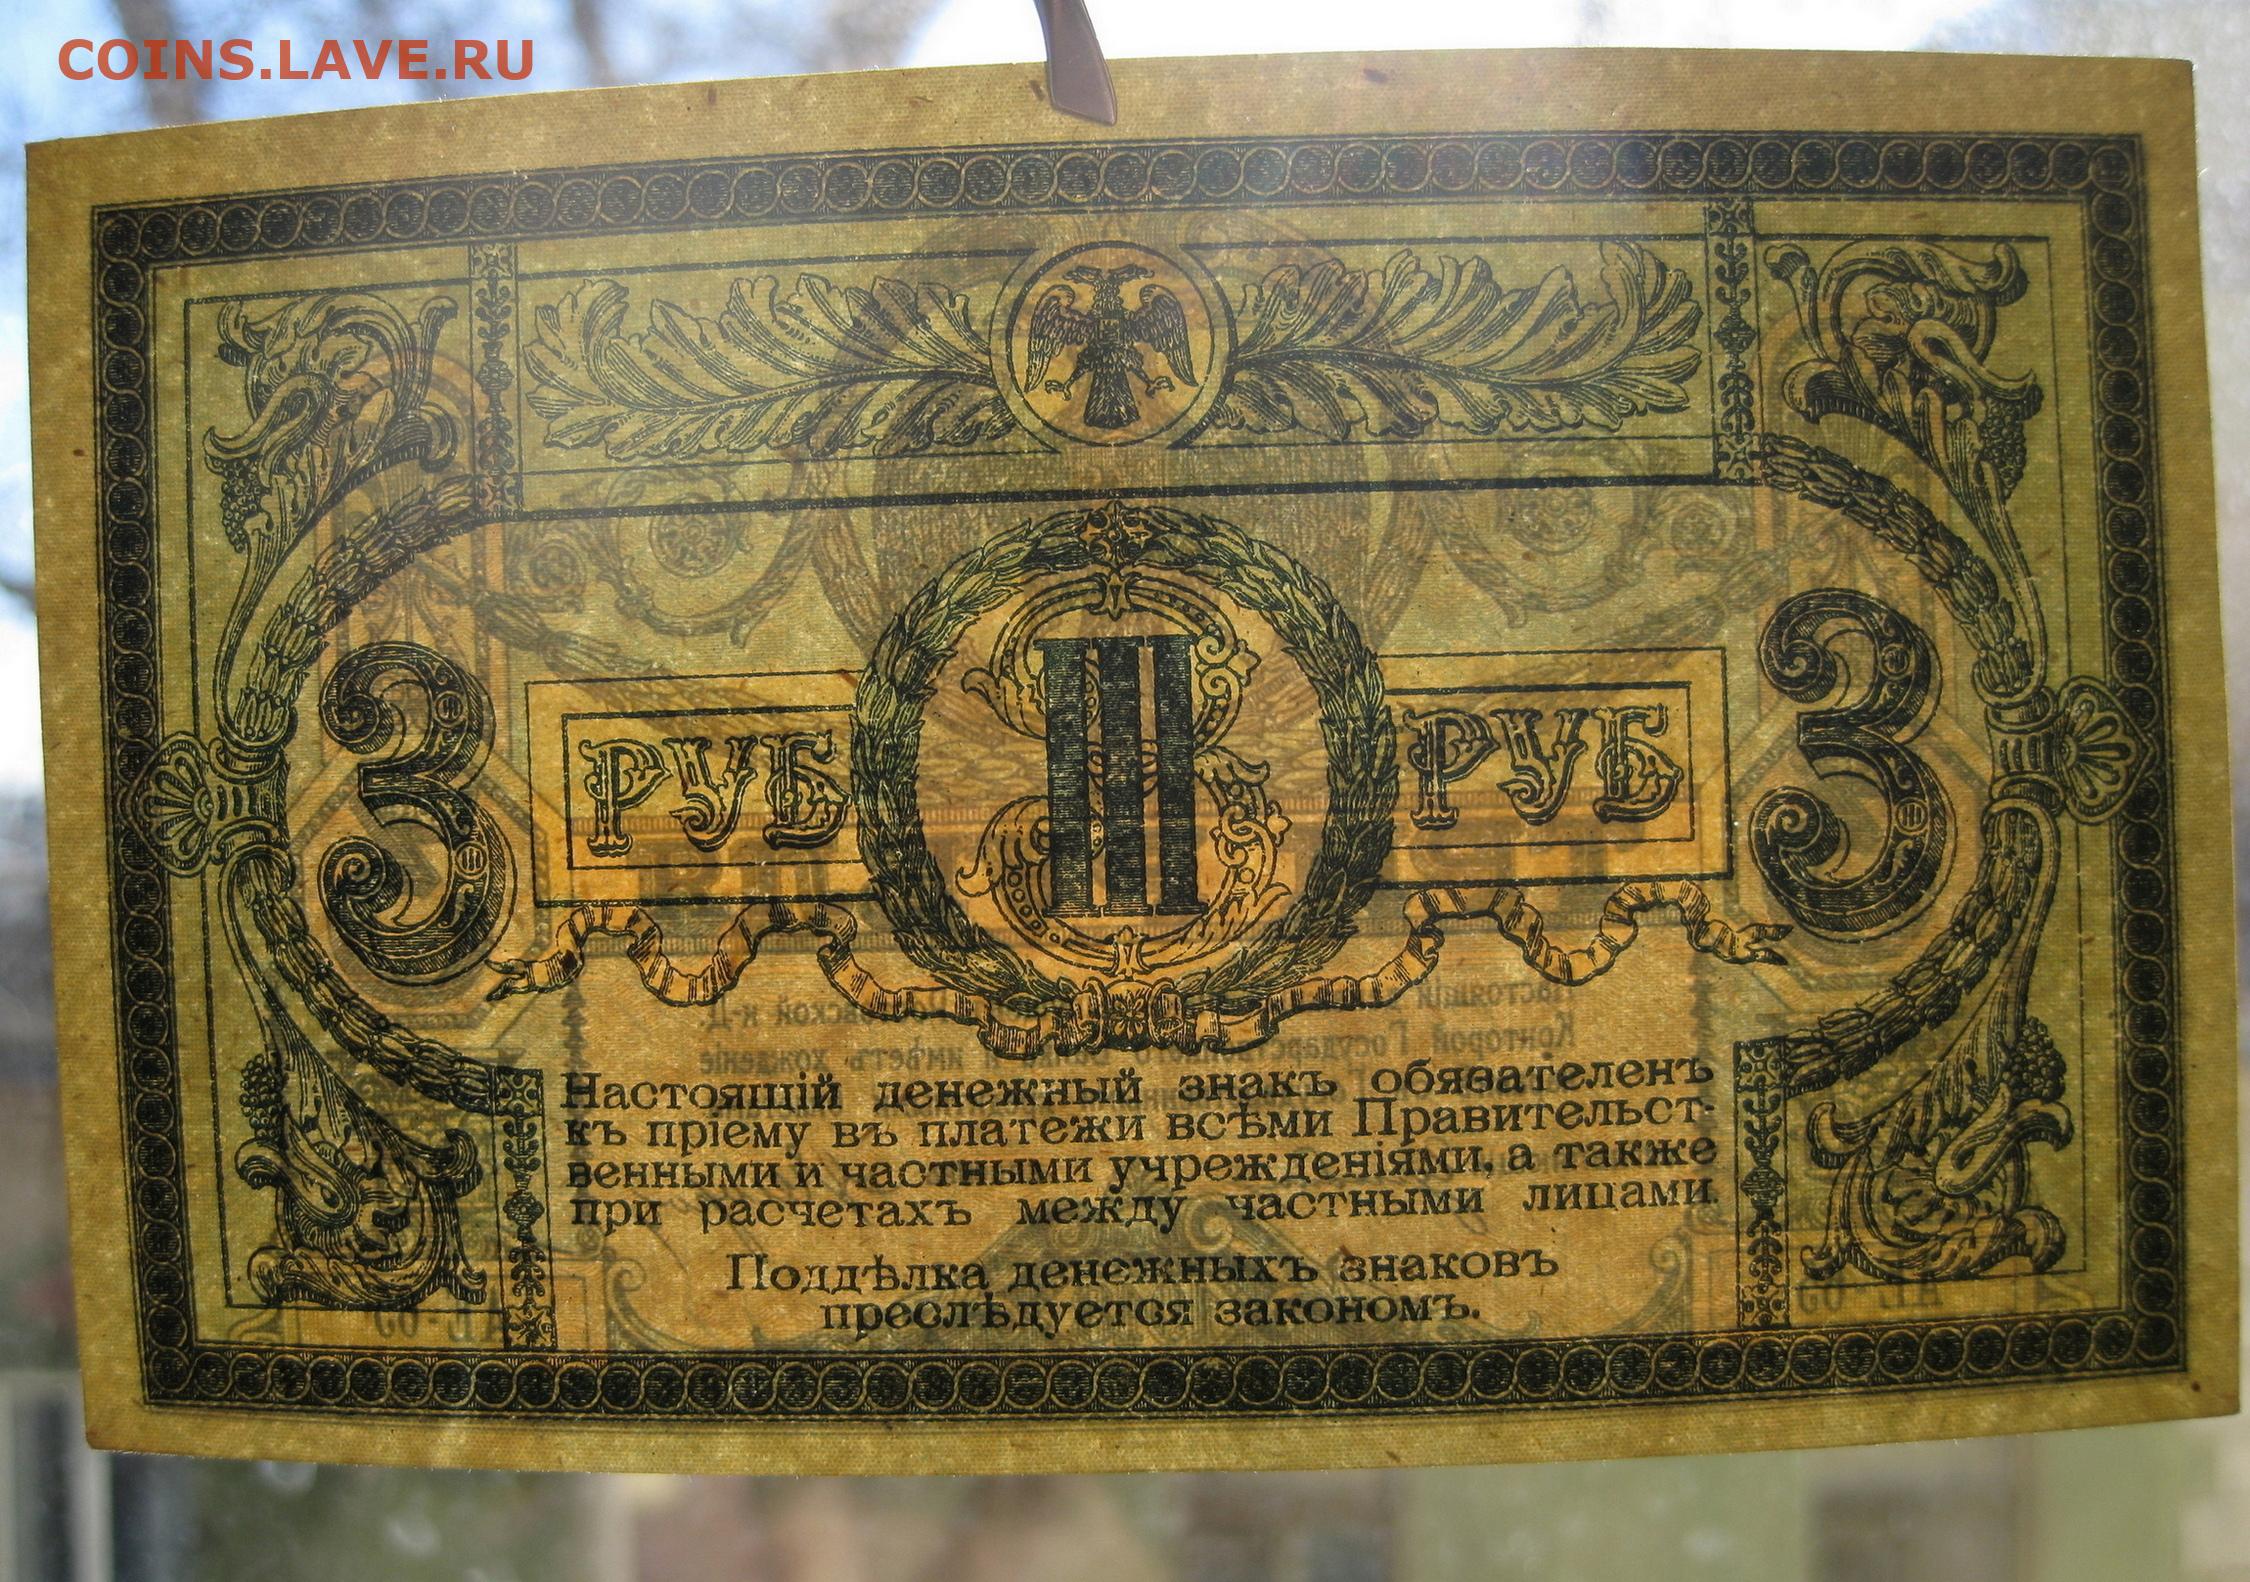 COINS.LAVE.RU
3 РУБ III РУБ 3
Настоящій денежный знакъ обязателенъ
къ пріему въ платежи всѣми Правительст-
венными и частными учрежденіями, а также
при расчетахъ между частными лицами.
Поддѣлка денежныхъ знаковъ
преслѣдуется закономъ.